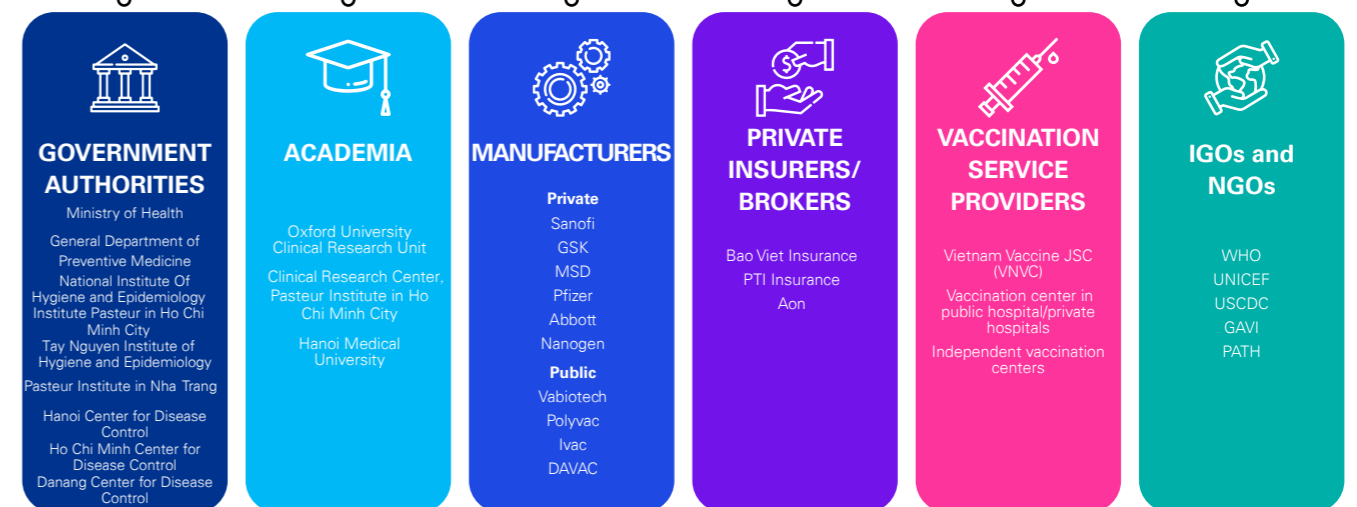 GOVERNMENT
AUTHORITIES
Ministry of Health
General Department of
Preventive Medicine
National Institute Of
Hygiene and Epidemiology
Institute Pasteur in Ho Chi
Minh City
Tay Nguyen Institute of
Hygiene and Epidemiology
Pasteur Institute in Nha Trang
Hanoi Center for Disease
Control
Ho Chi Minh Center for
Disease Control
Danang Center for Disease
Control
ACADEMIA
Oxford University
Clinical Research Unit
Clinical Research Center,
Pasteur Institute in Ho
Chi Minh City
Hanoi Medical
University
MANUFACTURERS
Private
Sanofi
GSK
MSD
Pfizer
Abbott
Nanogen
Public
Vabiotech
Polyvac
Ivac
DAVAC
PRIVATE
INSURERS/
BROKERS
Bao Viet Insurance
PTI Insurance
Aon
VACCINATION
SERVICE
PROVIDERS
Vietnam Vaccine JSC
(VNVC)
Vaccination center in
public hospital/private
hospitals
Independent vaccination
centers
IGOs and
NGOs
WHO
UNICEF
USCDC
GAVI
PATH